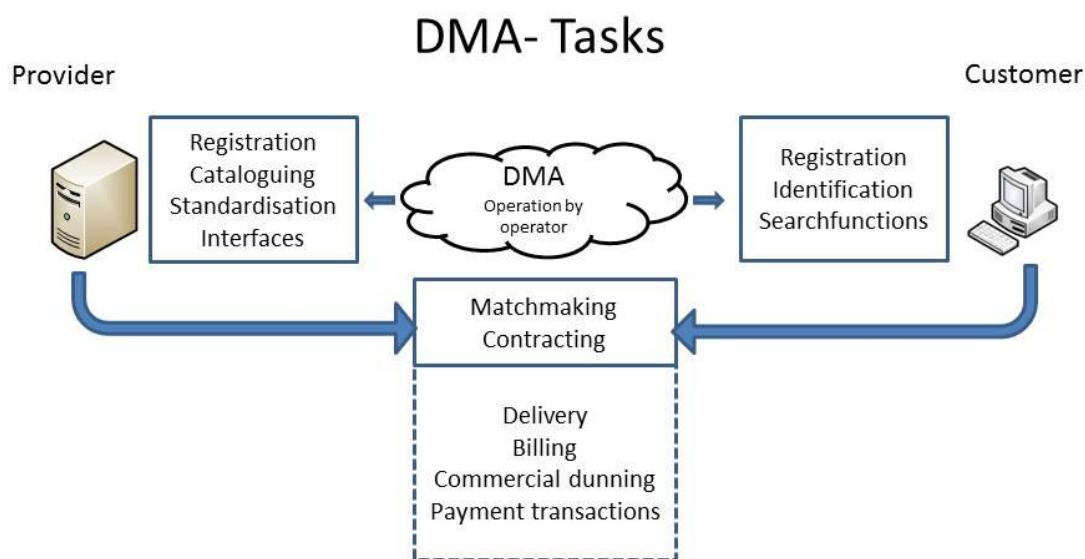 DMA- Tasks
Provider
Customer
Registration
Cataloguing
Standardisation
Interfaces
DMA
Operation by
operator
Registration
Identification
Searchfunctions
Matchmaking
Contracting
Delivery
Billing
Commercial dunning
Payment transactions